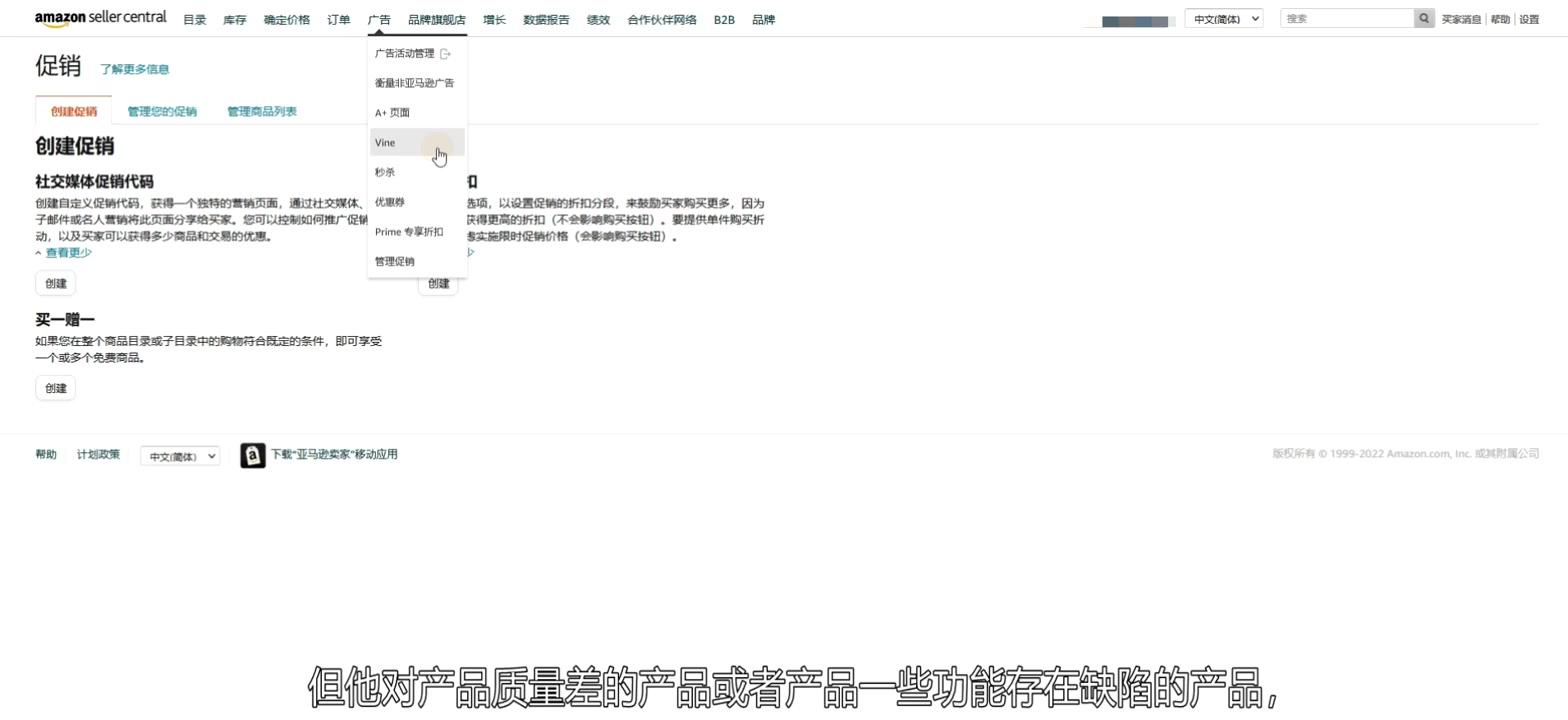 amazon seller central 目录 库存 确定价格 订单 广告 品牌旗舰店 增长 数据报告 绩效 合作伙伴网络 B2B 品牌 中文(简体) 搜索 买家消息 | 帮助 | 设置
广告活动管理
衡量非亚马逊广告
A+ 页面
Vine
秒杀
优惠券
Prime 专享折扣
管理促销
促销 了解更多信息
创建促销 管理您的促销 管理商品列表
创建促销
社交媒体促销代码
创建自定义促销代码，获得一个独特的营销页面，通过社交媒体、
子邮件或名人营销将此页面分享给买家。您可以控制如何推广促销
动，以及买家可以获得多少商品和交易的优惠。
查看更少
创建
扣
选项，以设置促销的折扣分段，来鼓励买家购买更多，因为
获得更高的折扣（不会影响购买按钮）。要提供单件购买折
虑实施限时促销价格（会影响购买按钮）。
创建
买一赠一
如果您在整个商品目录或子目录中的购物符合既定的条件，即可享受
一个或多个免费商品。
创建
帮助 计划政策 中文(简体) 下载“亚马逊卖家”移动应用 版权所有 © 1999-2022 Amazon.com, Inc. 或其附属公司
但他对产品质量差的产品或者产品一些功能存在缺陷的产品，